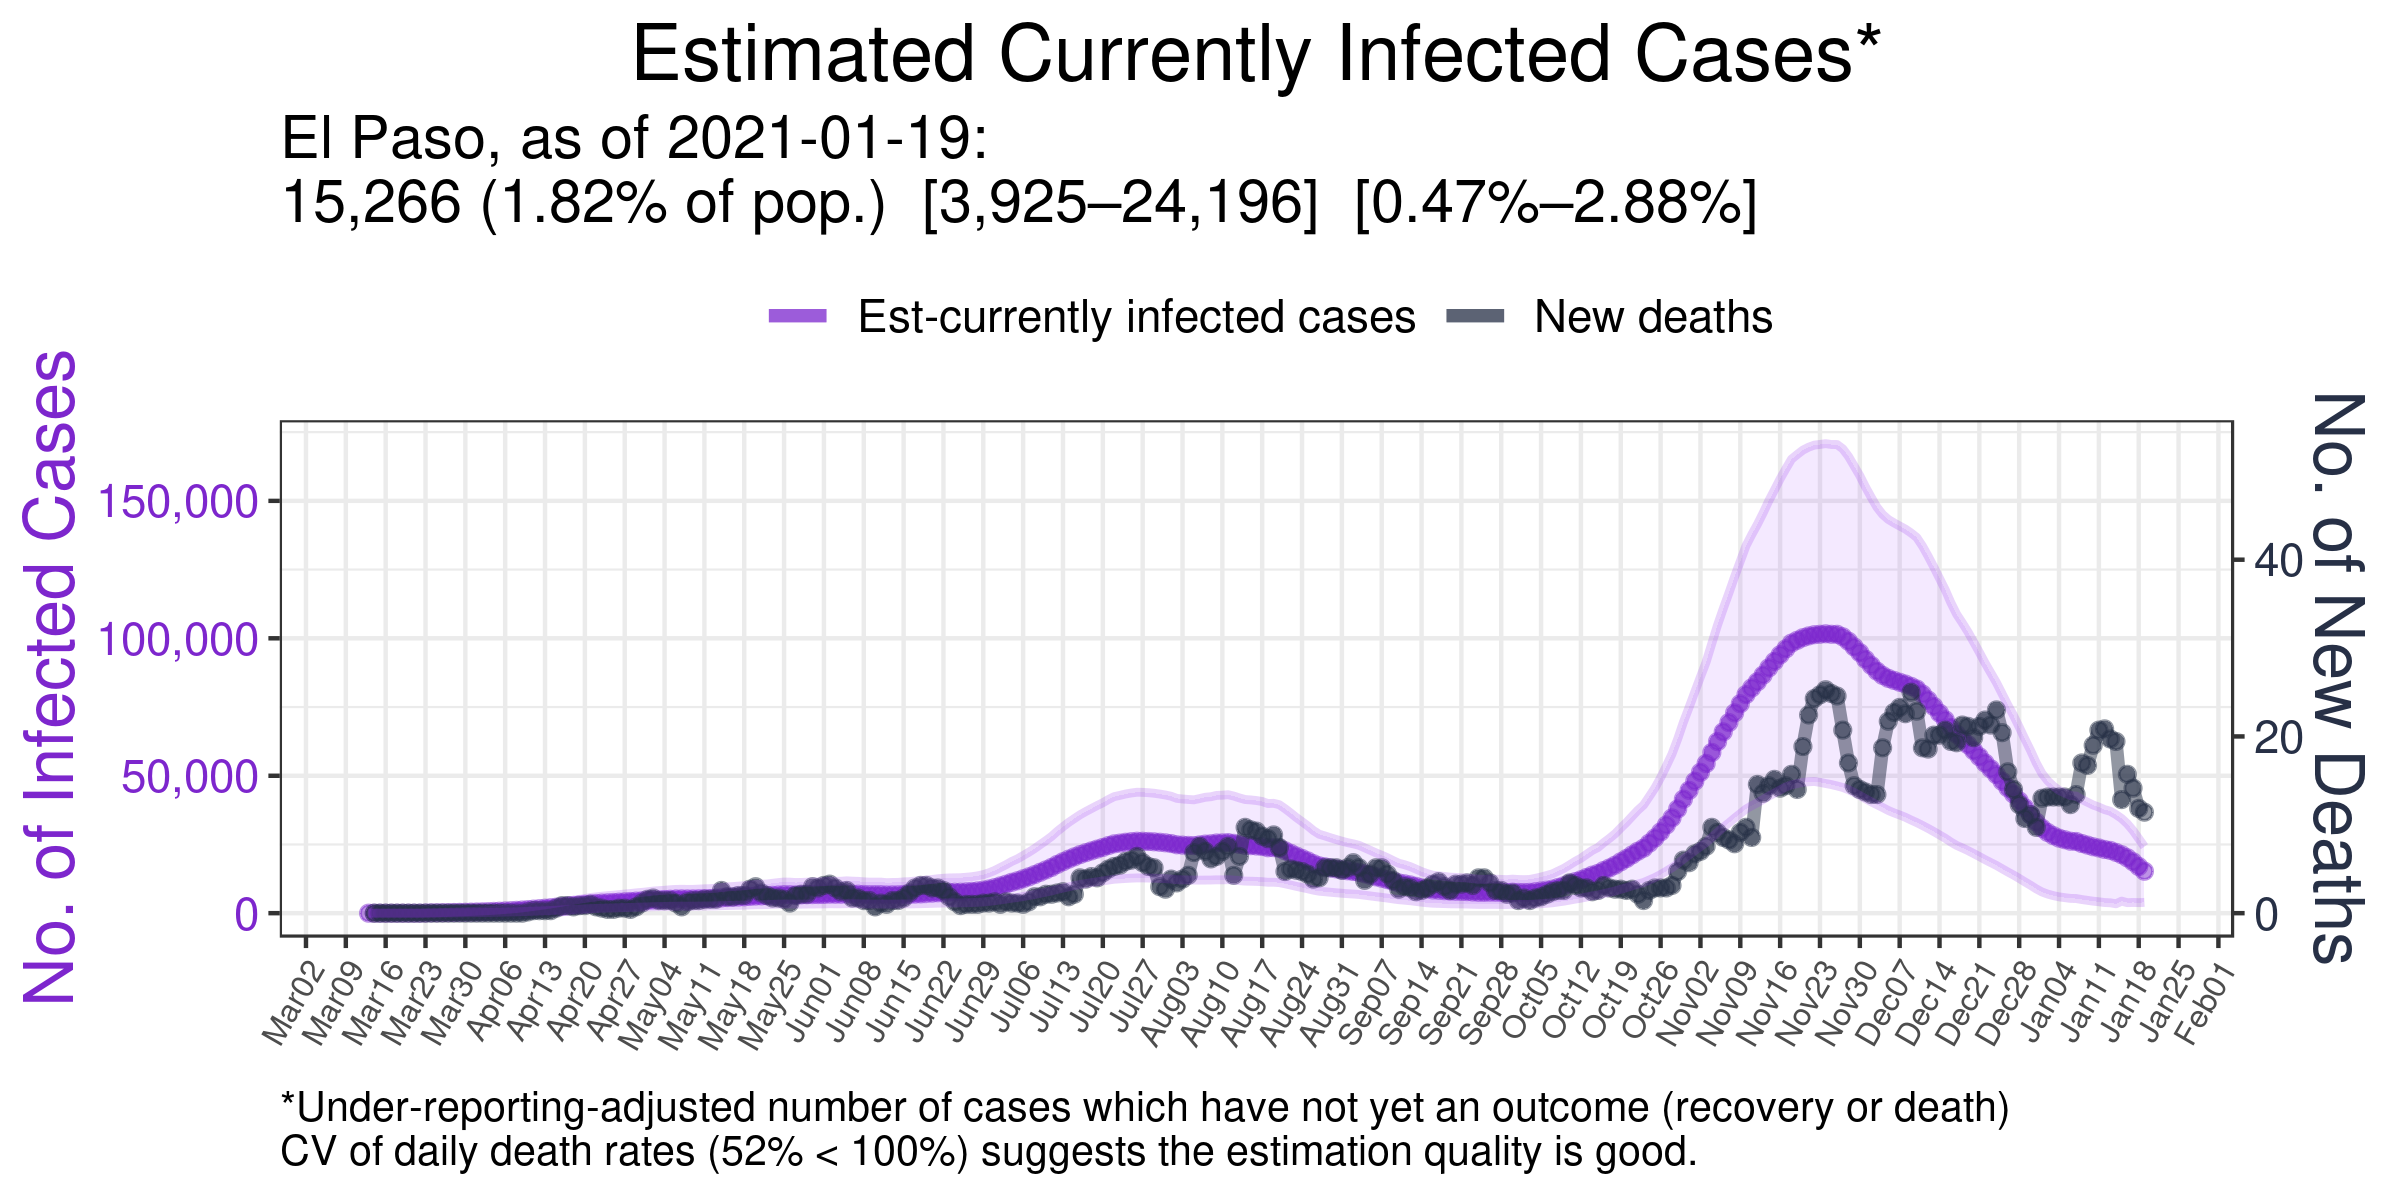 Estimated Currently Infected Cases*
El Paso, as of 2021-01-19:
15,266 (1.82% of pop.)  [3,925–24,196]  [0.47%–2.88%]
Est-currently infected cases
New deaths
No. of Infected Cases
150,000
100,000
50,000
0
40
20
0
No. of New Deaths
Mar02
Mar09
Mar16
Mar23
Mar30
Apr06
Apr13
Apr20
Apr27
May04
May11
May18
May25
Jun01
Jun08
Jun15
Jun22
Jun29
Jul06
Jul13
Jul20
Jul27
Aug03
Aug10
Aug17
Aug24
Aug31
Sep07
Sep14
Sep21
Sep28
Oct05
Oct12
Oct19
Oct26
Nov02
Nov09
Nov16
Nov23
Nov30
Dec07
Dec14
Dec21
Dec28
Jan04
Jan11
Jan18
Jan25
Feb01
*Under-reporting-adjusted number of cases which have not yet an outcome (recovery or death)
CV of daily death rates (52% < 100%) suggests the estimation quality is good.